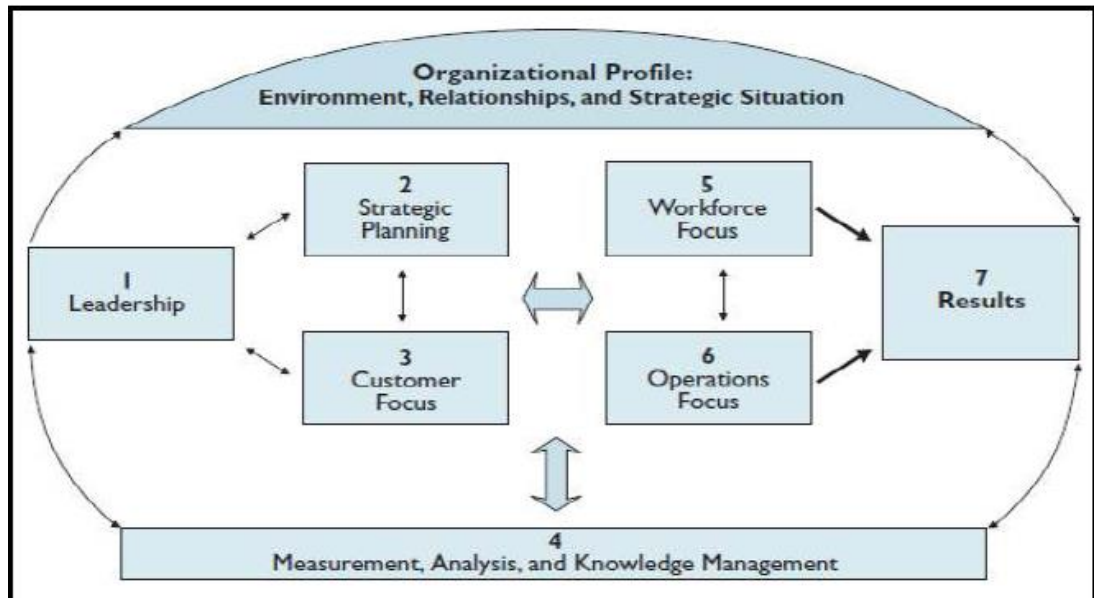 Organizational Profile:
Environment, Relationships, and Strategic Situation
2
Strategic
Planning
5
Workforce
Focus
1
Leadership
7
Results
3
Customer
Focus
6
Operations
Focus
4
Measurement, Analysis, and Knowledge Management